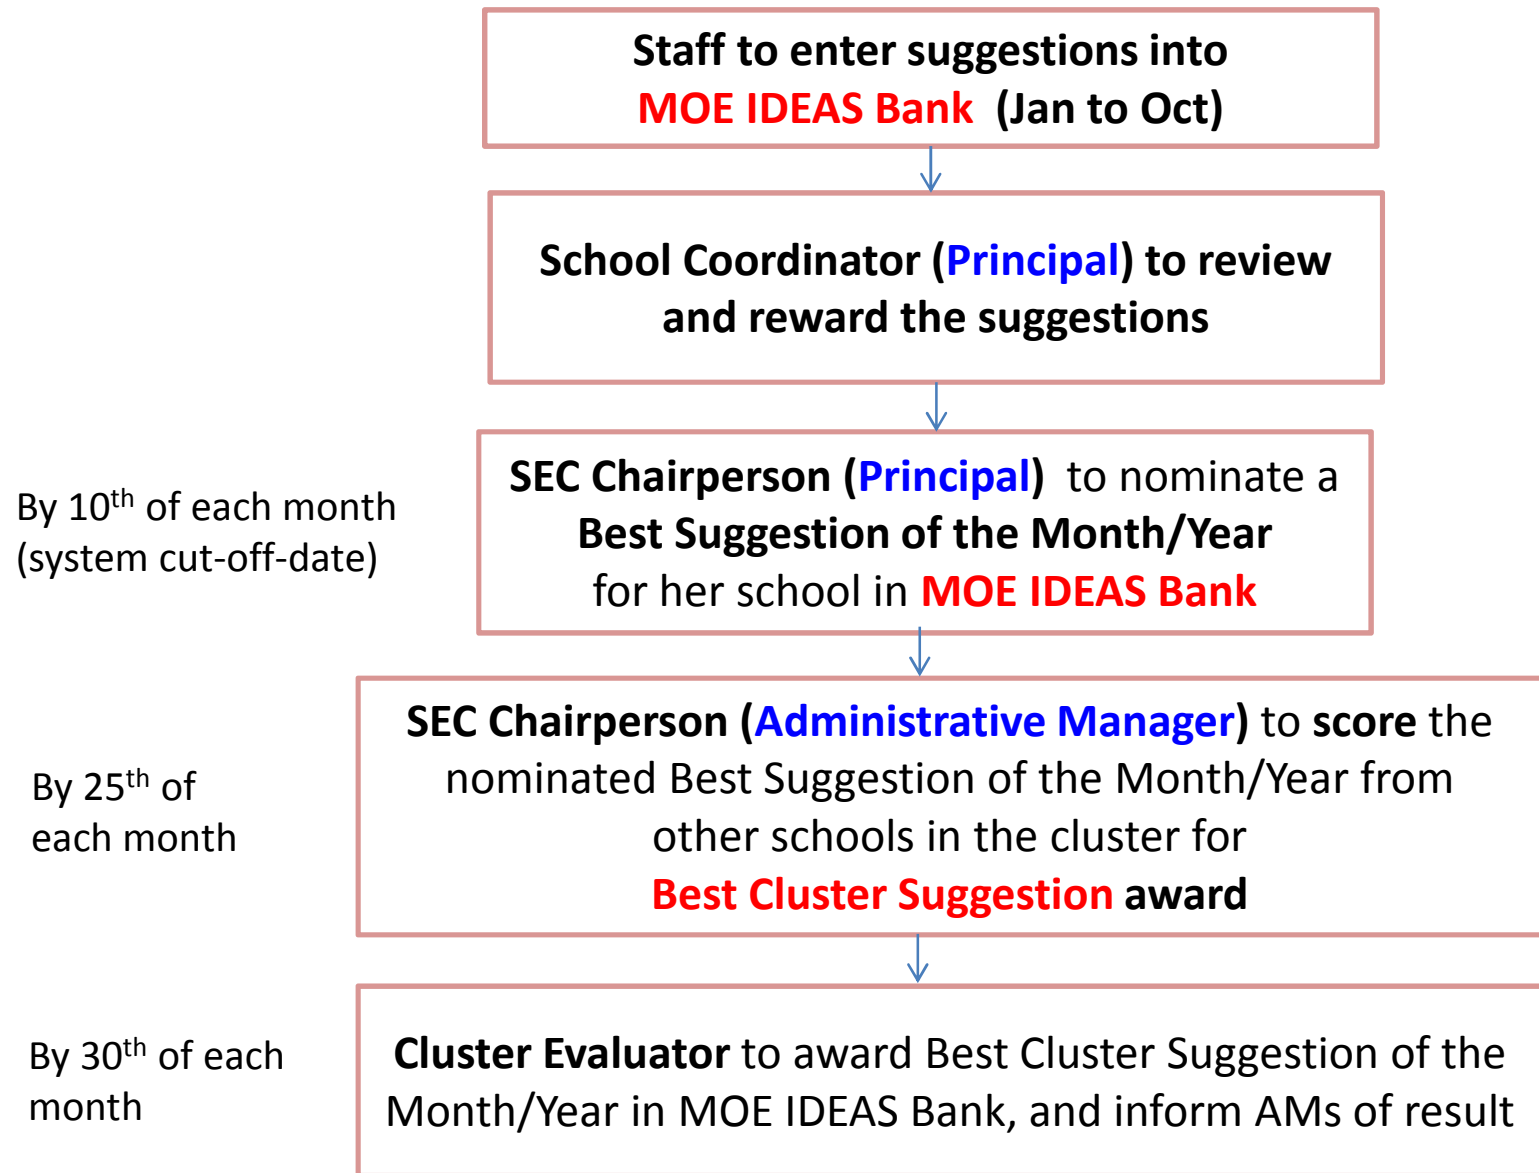 Staff to enter suggestions into
MOE IDEAS Bank (Jan to Oct)
School Coordinator (Principal) to review
and reward the suggestions
By 10th of each month
(system cut-off-date)
SEC Chairperson (Principal) to nominate a
Best Suggestion of the Month/Year
for her school in MOE IDEAS Bank
By 25th of
each month
SEC Chairperson (Administrative Manager) to score the
nominated Best Suggestion of the Month/Year from
other schools in the cluster for
Best Cluster Suggestion award
By 30th of each
month
Cluster Evaluator to award Best Cluster Suggestion of the
Month/Year in MOE IDEAS Bank, and inform AMs of result